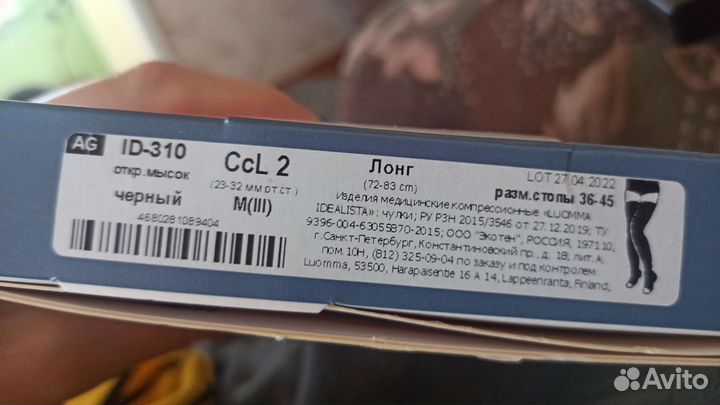 AG ID-310
откр. мысок
черный
4680281089404
CcL 2
(23-32 мм рт ст)
M(III)
Лонг
(72-83 cm)
LOT 27 04 2022
разм.стопы 36-45
Изделия медицинские компрессионные «LUOMMA
IDEALISTA»: чулки; РУ РЗН 2015/3546 от 27.12.2019; ТУ
9396-004-63055870-2015; ООО "Экотен", РОССИЯ, 197110,
г.Санкт-Петербург, Константиновский пр., д. 18, лит.А,
пом. 10Н, (812) 325-09-04 по заказу и под контролем
Luomma, 53500, Harapaisentie 16 A 14, Lappeenranta, Finland,
Avito